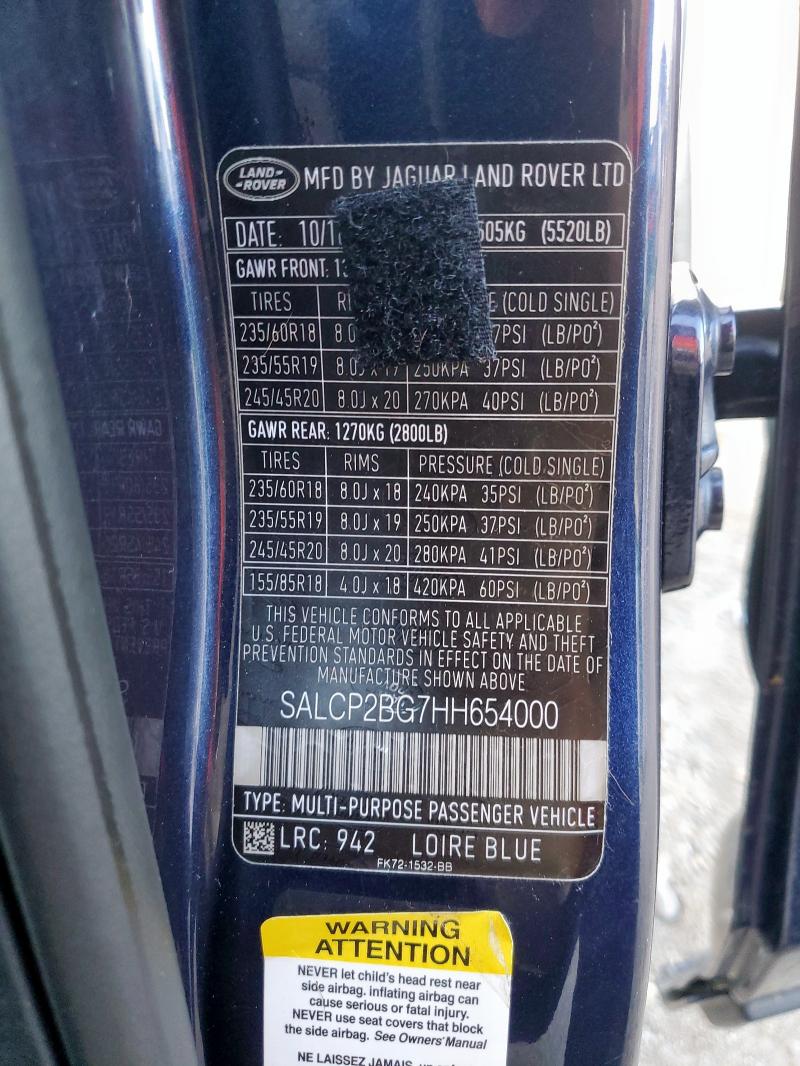 LAND-
-ROVER
MFD BY JAGUAR LAND ROVER LTD
DATE: 10/1 505KG (5520LB)
GAWR FRONT: 13
TIRES RI E (COLD SINGLE)
235/60R18 8.0 7PSI (LB/PO²)
235/55R19 8.0J x 19 250KPA 37PSI (LB/PO²)
245/45R20 8.0J x 20 270KPA 40PSI (LB/PO²)
GAWR REAR: 1270KG (2800LB)
TIRES RIMS PRESSURE (COLD SINGLE)
235/60R18 8.0J x 18 240KPA 35PSI (LB/PO²)
235/55R19 8.0J x 19 250KPA 37PSI (LB/PO²)
245/45R20 8.0J x 20 280KPA 41PSI (LB/PO²)
155/85R18 4.0J x 18 420KPA 60PSI (LB/PO²)
THIS VEHICLE CONFORMS TO ALL APPLICABLE
U.S. FEDERAL MOTOR VEHICLE SAFETY AND THEFT
PREVENTION STANDARDS IN EFFECT ON THE DATE OF
MANUFACTURE SHOWN ABOVE
SALCP2BG7HH654000
TYPE: MULTI-PURPOSE PASSENGER VEHICLE
LRC: 942 LOIRE BLUE
FK72-1532-BB
WARNING
ATTENTION
NEVER let child's head rest near
side airbag. inflating airbag can
cause serious or fatal injury.
NEVER use seat covers that block
the side airbag. See Owners' Manual
NE LAISSEZ JAMAIS